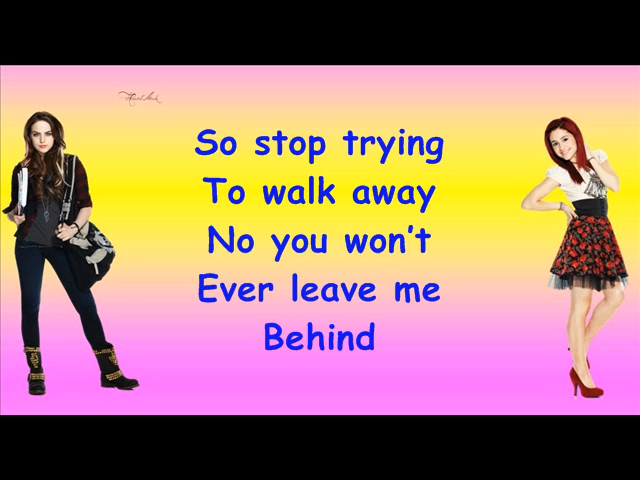 So stop trying
To walk away
No you won't
Ever leave me
Behind